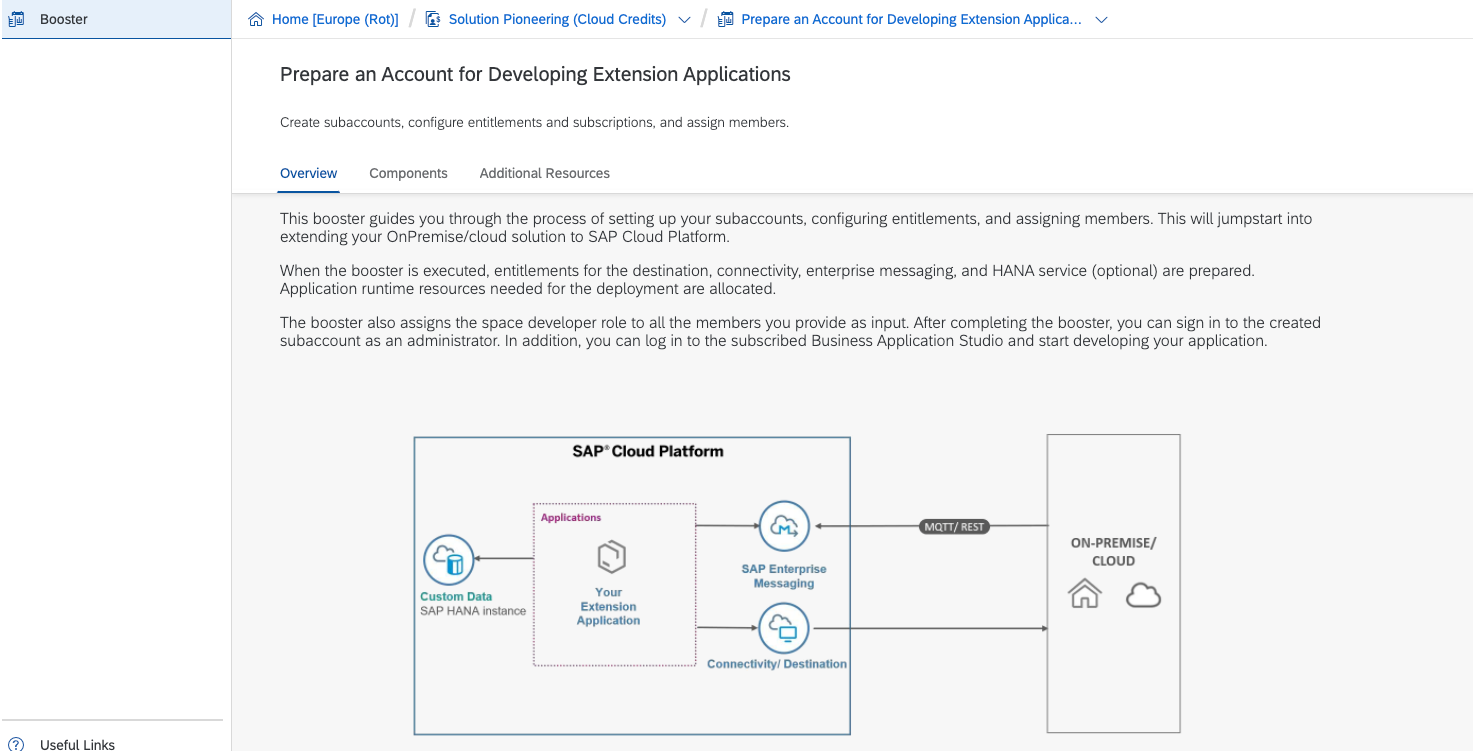 Booster
Home [Europe (Rot)] / Solution Pioneering (Cloud Credits) / Prepare an Account for Developing Extension Applica...
Prepare an Account for Developing Extension Applications
Create subaccounts, configure entitlements and subscriptions, and assign members.
Overview Components Additional Resources
This booster guides you through the process of setting up your subaccounts, configuring entitlements, and assigning members. This will jumpstart into
extending your OnPremise/cloud solution to SAP Cloud Platform.
When the booster is executed, entitlements for the destination, connectivity, enterprise messaging, and HANA service (optional) are prepared.
Application runtime resources needed for the deployment are allocated.
The booster also assigns the space developer role to all the members you provide as input. After completing the booster, you can sign in to the created
subaccount as an administrator. In addition, you can log in to the subscribed Business Application Studio and start developing your application.
SAP® Cloud Platform
Applications
Your
Extension
Application
Custom Data
SAP HANA instance
M
SAP Enterprise
Messaging
Connectivity/ Destination
MQTT/ REST
ON-PREMISE/
CLOUD
? Useful Links